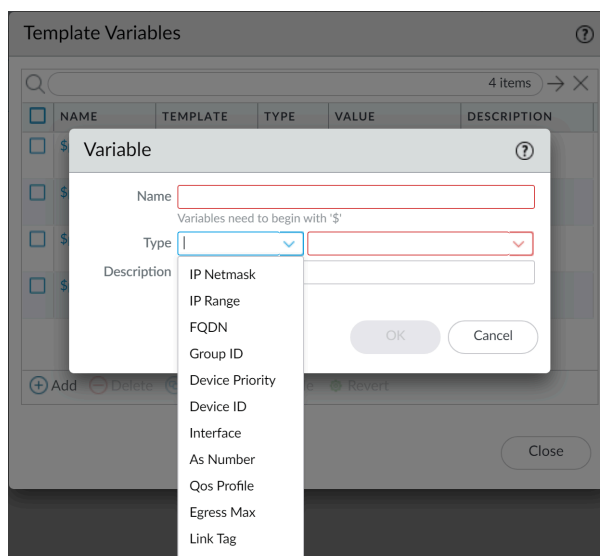 Template Variables
4 items
NAME TEMPLATE TYPE VALUE DESCRIPTION
$
Variable
$
Name
Variables need to begin with '$'
$
Type
Description
$
IP Netmask
IP Range
FQDN
Group ID
OK Cancel
Device Priority
Add Delete Revert
Device ID
Interface
As Number
Close
Qos Profile
Egress Max
Link Tag